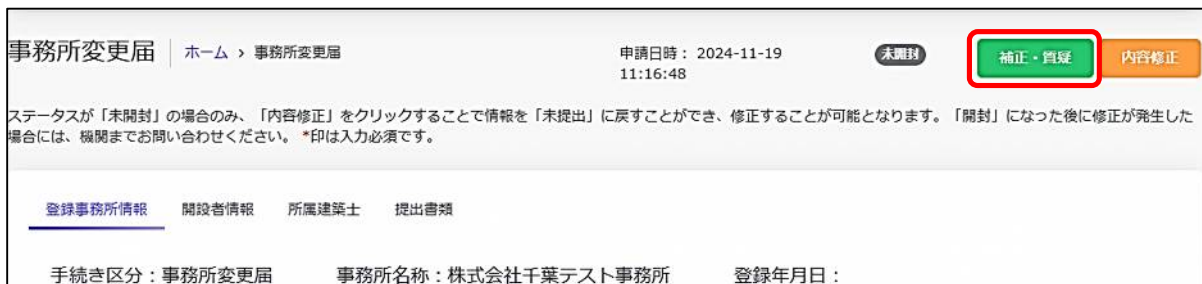 事務所変更届 ホーム › 事務所変更届 申請日時： 2024-11-19 未開封 補正・質疑 内容修正
11:16:48
ステータスが「未開封」の場合のみ、「内容修正」をクリックすることで情報を「未提出」に戻すことができ、修正することが可能となります。「開封」になった後に修正が発生した
場合には、機関までお問い合わせください。 *印は入力必須です。
登録事務所情報 開設者情報 所属建築士 提出書類
手続き区分：事務所変更届 事務所名称：株式会社千葉テスト事務所 登録年月日：